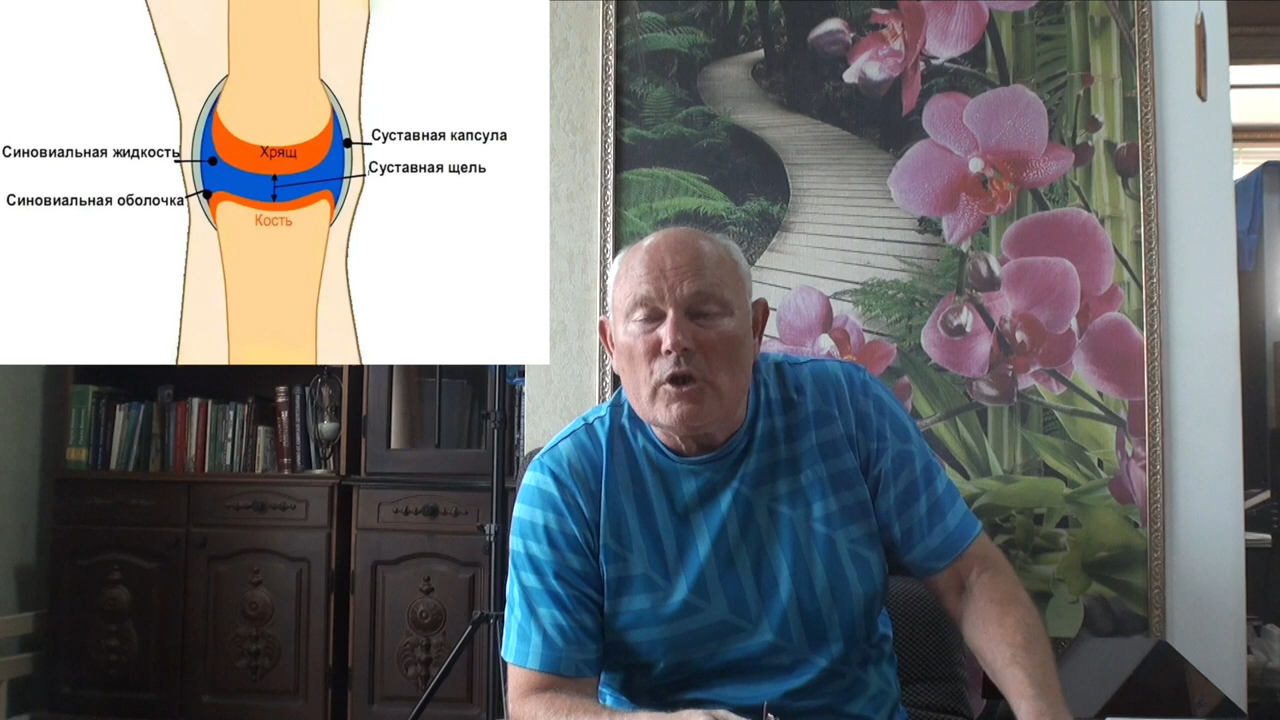 Суставная капсула
Синовиальная жидкость
Хрящ
Суставная щель
Синовиальная оболочка
Кость